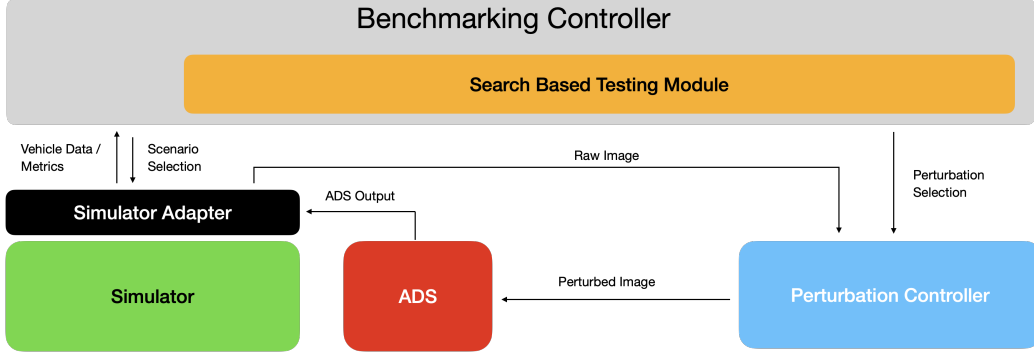 Benchmarking Controller
Search Based Testing Module
Vehicle Data /
Metrics
Scenario
Selection
Raw Image
Perturbation
Selection
ADS Output
Simulator Adapter
Simulator
ADS
Perturbed Image
Perturbation Controller